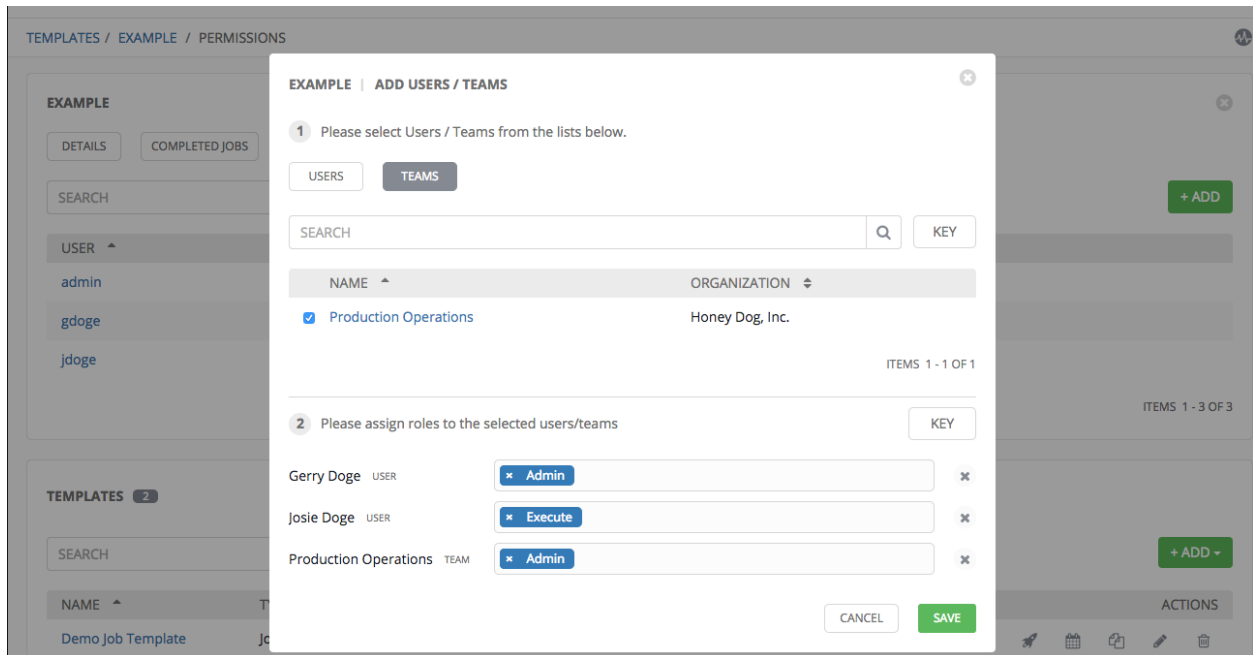 TEMPLATES / EXAMPLE / PERMISSIONS
EXAMPLE
DETAILS COMPLETED JOBS
SEARCH
+ ADD
USER
admin
gdoge
jdoge
ITEMS 1 - 3 OF 3
TEMPLATES 2
SEARCH
+ ADD
NAME
ACTIONS
Demo Job Template
EXAMPLE | ADD USERS / TEAMS
1 Please select Users / Teams from the lists below.
USERS TEAMS
SEARCH KEY
NAME ORGANIZATION
Production Operations Honey Dog, Inc.
ITEMS 1 - 1 OF 1
2 Please assign roles to the selected users/teams KEY
Gerry Doge USER × Admin
Josie Doge USER × Execute
Production Operations TEAM × Admin
CANCEL SAVE